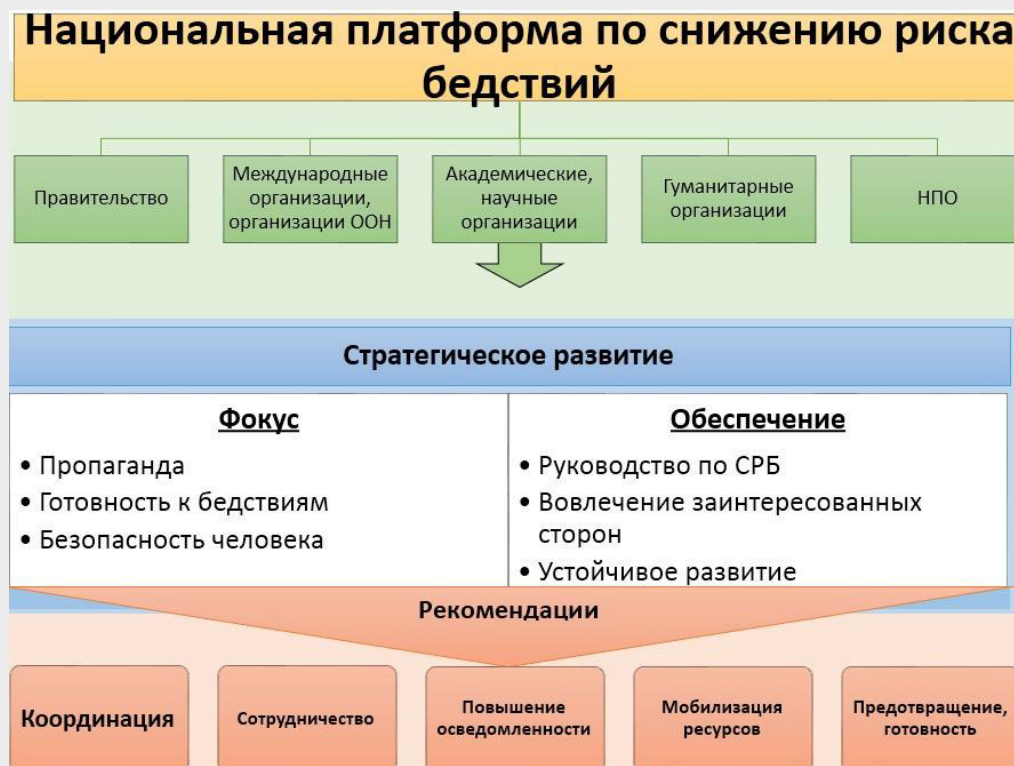 Национальная платформа по снижению риска
бедствий
Правительство
Международные
организации,
организации ООН
Академические,
научные
организации
Гуманитарные
организации
НПО
Стратегическое развитие
Фокус
• Пропаганда
• Готовность к бедствиям
• Безопасность человека
Обеспечение
• Руководство по СРБ
• Вовлечение заинтересованных
сторон
• Устойчивое развитие
Рекомендации
Координация
Сотрудничество
Повышение
осведомленности
Мобилизация
ресурсов
Предотвращение,
готовность